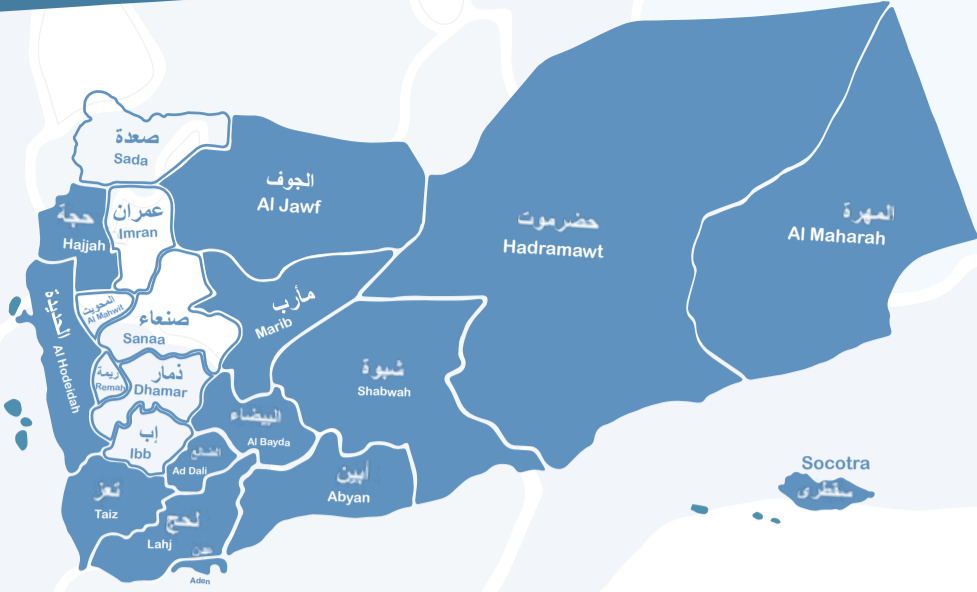 صعدة
Sada
الجوف
Al Jawf
حجة
Hajjah
عمران
Imran
حضرموت
Hadramawt
المهرة
Al Maharah
الحديدة
Al Hodeidah
المحويت
Al Mahwit
صنعاء
Sanaa
مأرب
Marib
ريمة
Remah
ذمار
Dhamar
شبوة
Shabwah
البيضاء
Al Bayda
إب
Ibb
الضالع
Ad Dali
أبين
Abyan
تعز
Taiz
لحج
Lahj
عدن
Aden
Socotra
سقطرى